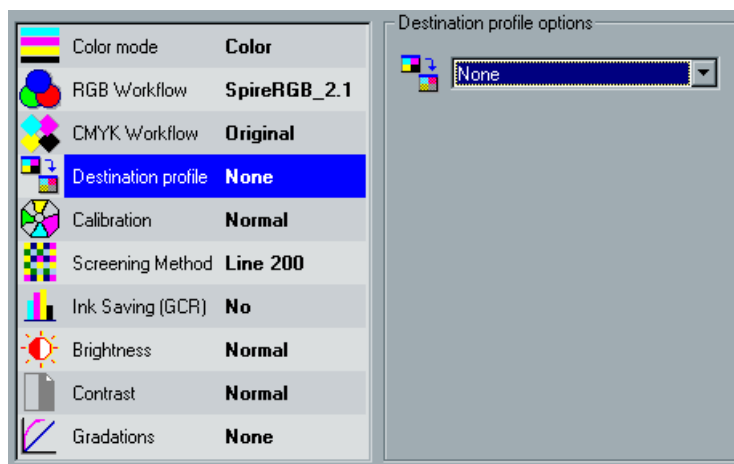 Color mode Color
RGB Workflow SpireRGB_2.1
CMYK Workflow Original
Destination profile None
Calibration Normal
Screening Method Line 200
Ink Saving (GCR) No
Brightness Normal
Contrast Normal
Gradations None
Destination profile options
None